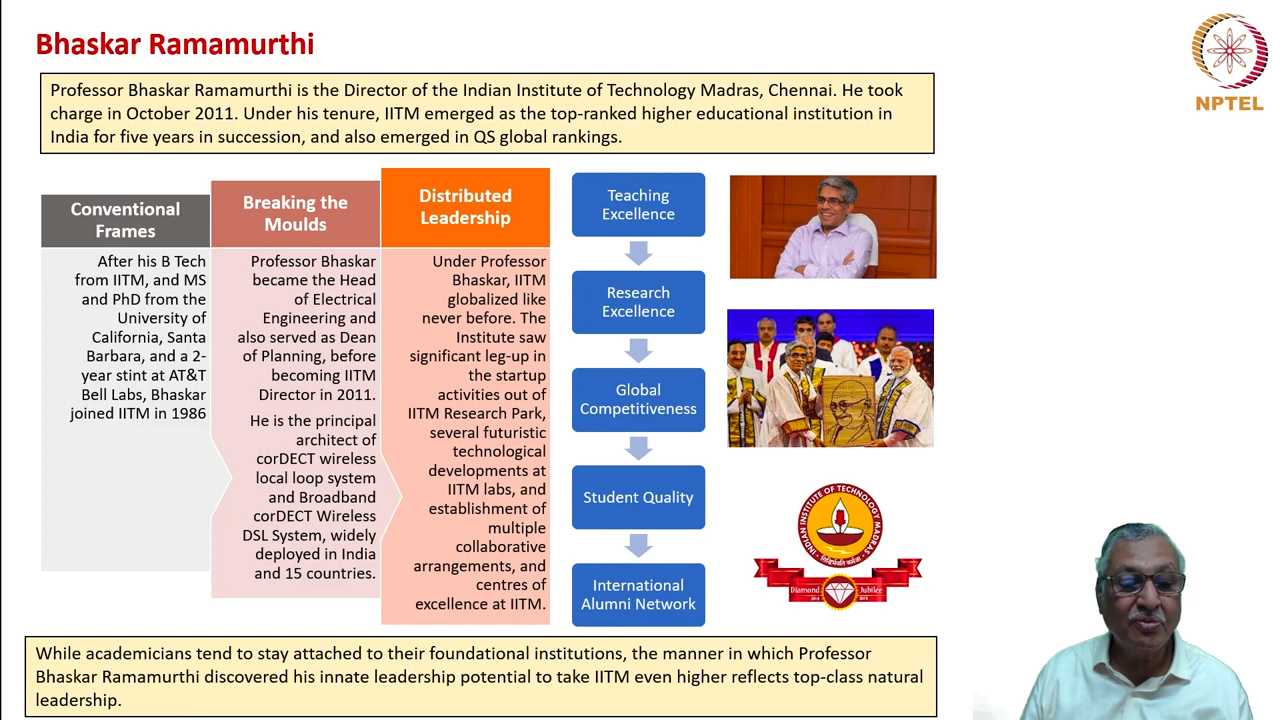 Bhaskar Ramamurthi
NPTEL
Professor Bhaskar Ramamurthi is the Director of the Indian Institute of Technology Madras, Chennai. He took
charge in October 2011. Under his tenure, IITM emerged as the top-ranked higher educational institution in
India for five years in succession, and also emerged in QS global rankings.
Conventional
Frames
After his B Tech
from IITM, and MS
and PhD from the
University of
California, Santa
Barbara, and a 2-
year stint at AT&T
Bell Labs, Bhaskar
joined IITM in 1986
Breaking the
Moulds
Professor Bhaskar
became the Head
of Electrical
Engineering and
also served as Dean
of Planning, before
becoming IITM
Director in 2011.
He is the principal
architect of
corDECT wireless
local loop system
and Broadband
corDECT Wireless
DSL System, widely
deployed in India
and 15 countries.
Distributed
Leadership
Under Professor
Bhaskar, IITM
globalized like
never before. The
Institute saw
significant leg-up in
the startup
activities out of
IITM Research Park,
several futuristic
technological
developments at
IITM labs, and
establishment of
multiple
collaborative
arrangements, and
centres of
excellence at IITM.
Teaching
Excellence
Research
Excellence
Global
Competitiveness
Student Quality
International
Alumni Network
INDIAN INSTITUTE OF TECHNOLOGY MADRAS
Diamond Jubilee
While academicians tend to stay attached to their foundational institutions, the manner in which Professor
Bhaskar Ramamurthi discovered his innate leadership potential to take IITM even higher reflects top-class natural
leadership.